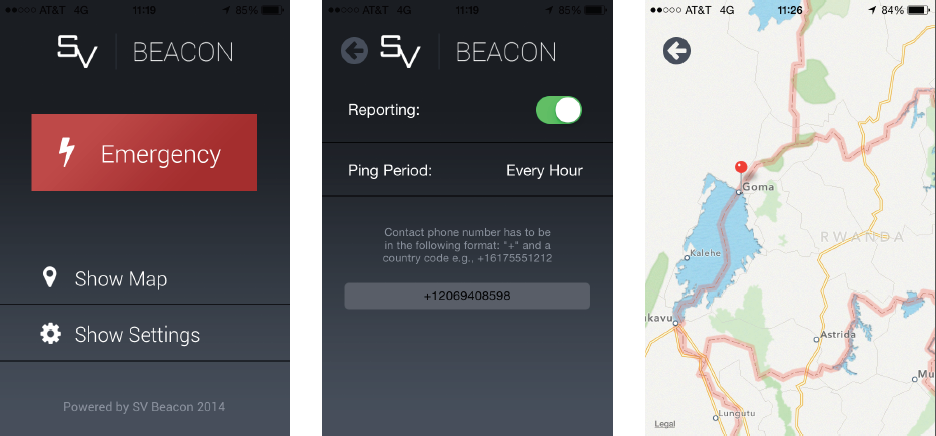 AT&T 4G 11:19 85%
SV BEACON
Emergency
Show Map
Show Settings
Powered by SV Beacon 2014
AT&T 4G 11:19 85%
SV BEACON
Reporting:
Ping Period: Every Hour
Contact phone number has to be
in the following format: "+" and a
country code e.g., +16175551212
+12069408598
AT&T 4G 11:26 84%
Goma
RWANDA
Kalehe
kavu
Astrida
Mu
Lungutu
Legal